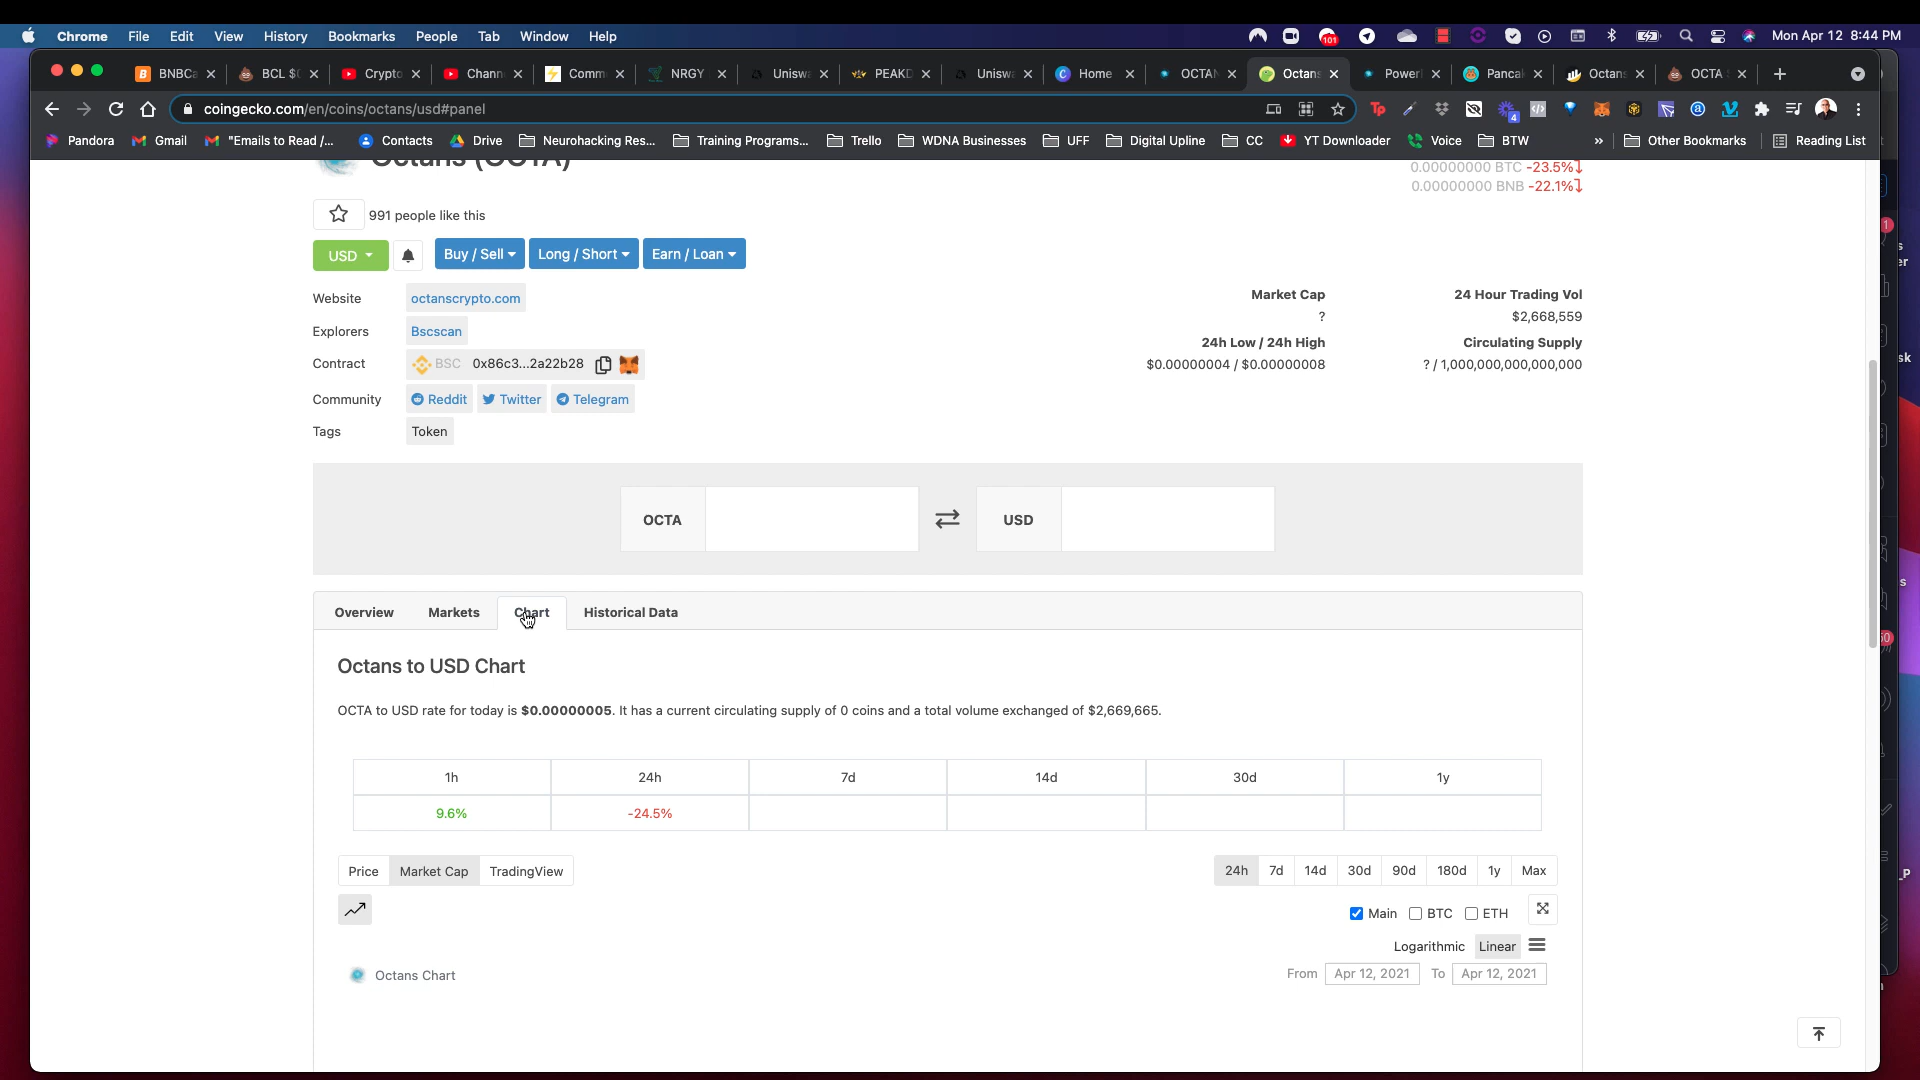 Chrome File Edit View History Bookmarks People Tab Window Help 101 Mon Apr 12 8:44 PM
BNBCa BCL $( Crypto Chann Comm NRGY Uniswa PEAKD Uniswa Home OCTAN Octans Power Panca Octans OCTA
coingecko.com/en/coins/octans/usd#panel 4
Pandora Gmail "Emails to Read /... Contacts Drive Neurohacking Res... Training Programs... Trello WDNA Businesses UFF Digital Upline CC YT Downloader Voice BTW » Other Bookmarks Reading List
Octans (OCTA)
0.00000000 BTC -23.5%
0.00000000 BNB -22.1%
991 people like this
USD Buy / Sell Long / Short Earn / Loan
Website octanscrypto.com
Explorers Bscscan
Contract BSC 0x86c3...2a22b28
Community Reddit Twitter Telegram
Tags Token
Market Cap 24 Hour Trading Vol
? $2,668,559
24h Low / 24h High Circulating Supply
$0.00000004 / $0.00000008 ? / 1,000,000,000,000,000
OCTA USD
Overview Markets Chart Historical Data
Octans to USD Chart
OCTA to USD rate for today is $0.00000005. It has a current circulating supply of 0 coins and a total volume exchanged of $2,669,665.
1h 24h 7d 14d 30d 1y
9.6% -24.5%
Price Market Cap TradingView 24h 7d 14d 30d 90d 180d 1y Max
Main BTC ETH
Logarithmic Linear
Octans Chart From Apr 12, 2021 To Apr 12, 2021